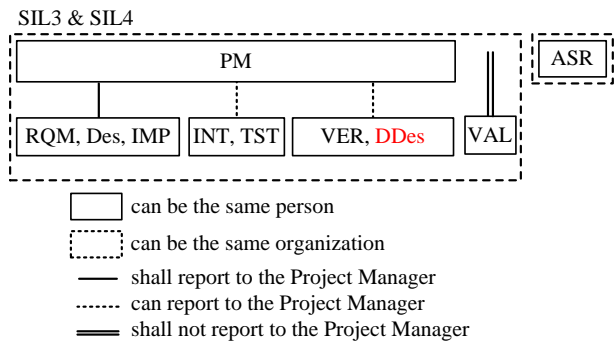 SIL3 & SIL4
PM
ASR
RQM, Des, IMP
INT, TST
VER, DDes
VAL
can be the same person
can be the same organization
shall report to the Project Manager
can report to the Project Manager
shall not report to the Project Manager